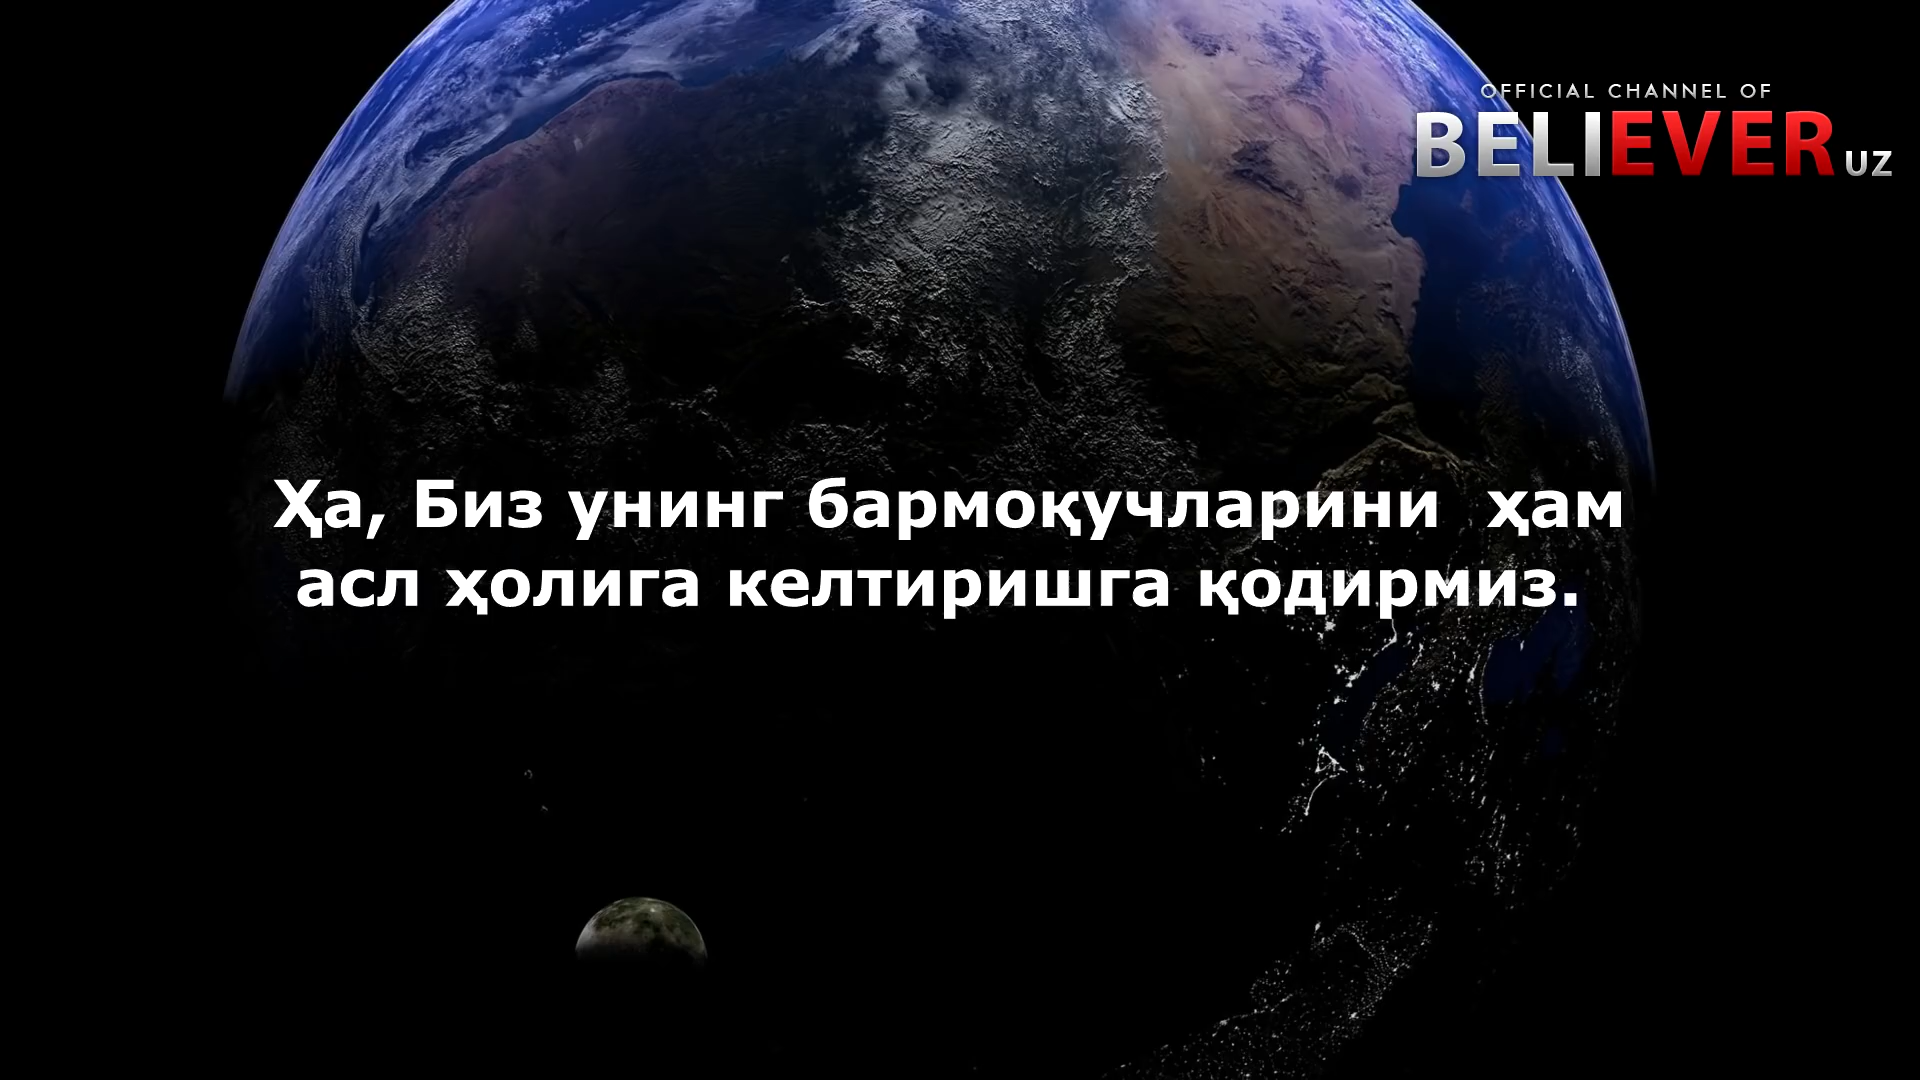 OFFICIAL CHANNEL OF
BELIEVER UZ
Ҳа, Биз унинг бармоқучларини ҳам
асл ҳолига келтиришга қодирмиз.